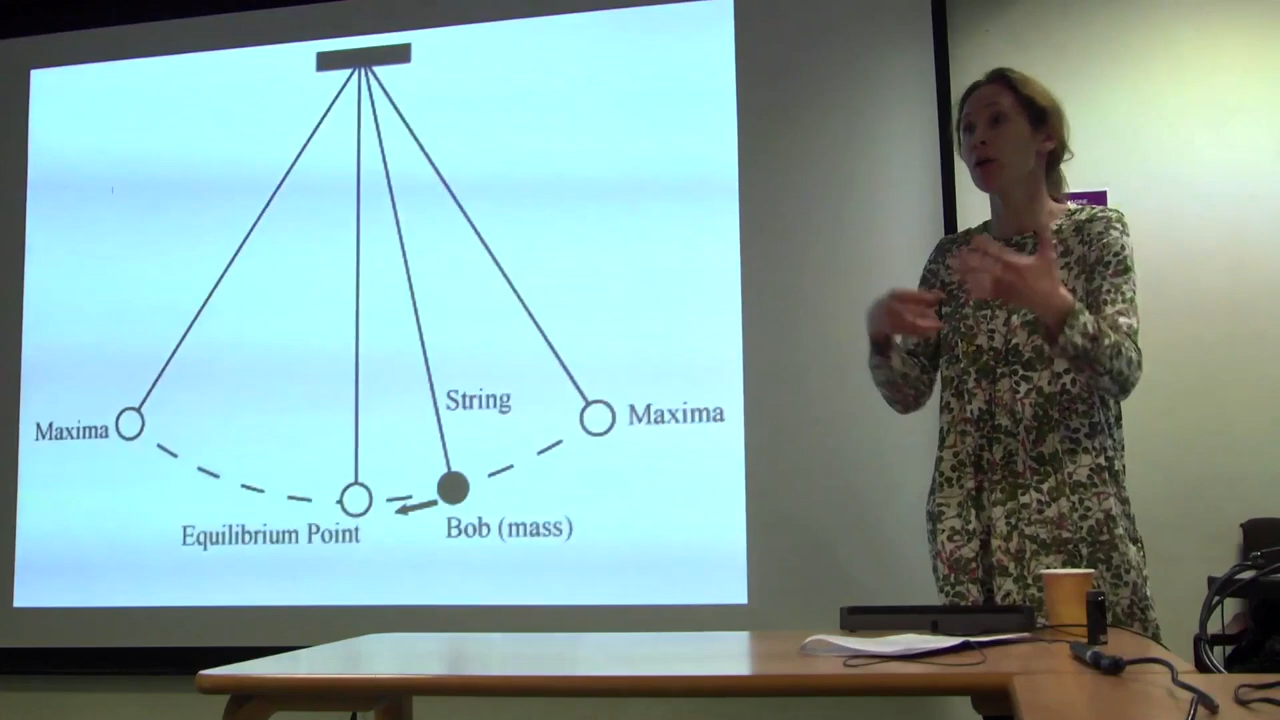 String
Maxima
Maxima
Equilibrium Point
Bob (mass)